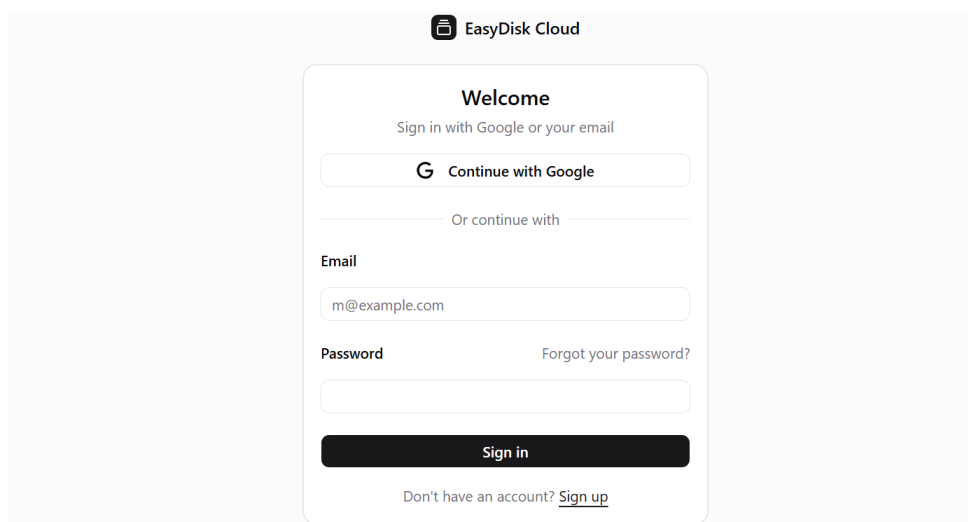 EasyDisk Cloud
Welcome
Sign in with Google or your email
Continue with Google
Or continue with
Email
m@example.com
Password Forgot your password?
Sign in
Don't have an account? Sign up